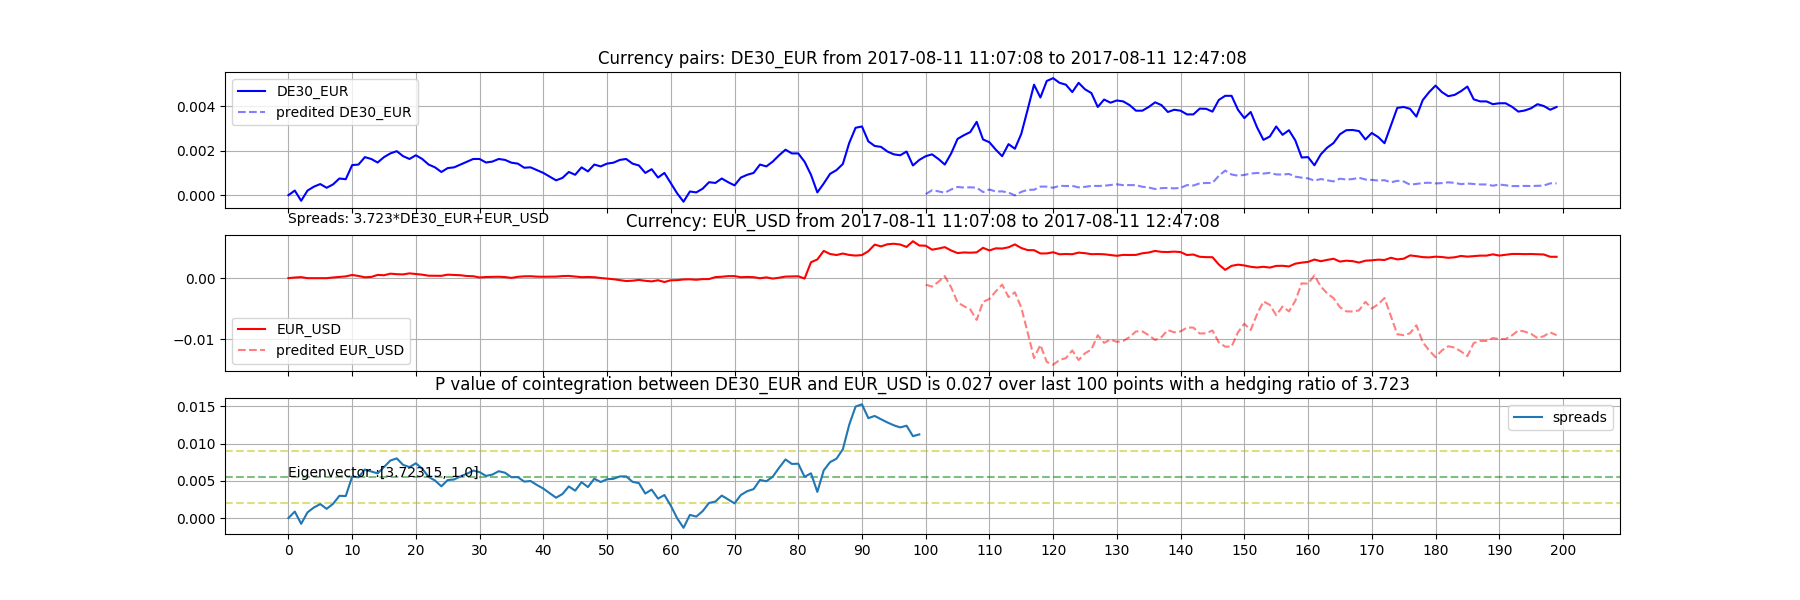 Currency pairs: DE30_EUR from 2017-08-11 11:07:08 to 2017-08-11 12:47:08
DE30_EUR
predited DE30_EUR
0.004
0.002
0.000
Spreads: 3.723*DE30_EUR+EUR_USD
Currency: EUR_USD from 2017-08-11 11:07:08 to 2017-08-11 12:47:08
0.00
−0.01
EUR_USD
predited EUR_USD
P value of cointegration between DE30_EUR and EUR_USD is 0.027 over last 100 points with a hedging ratio of 3.723
spreads
0.015
0.010
0.005
0.000
Eigenvector: [3.72315, 1.0]
0 10 20 30 40 50 60 70 80 90 100 110 120 130 140 150 160 170 180 190 200